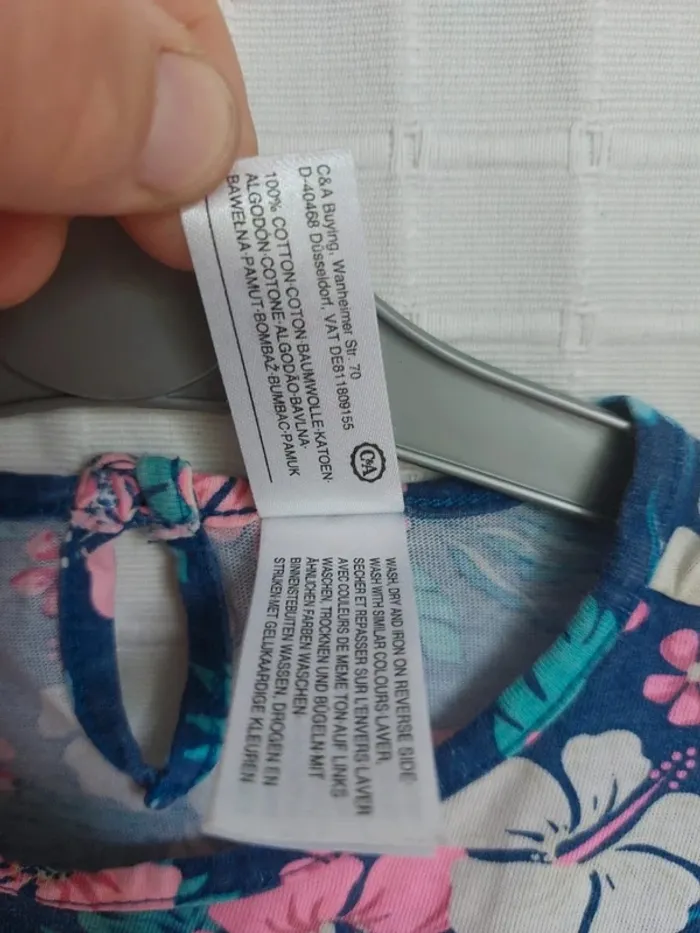 C&A Buying, Wanheimer Str. 70
D-40468 Düsseldorf, VAT DE811809155
100% COTTON·COTON·BAUMWOLLE·KATOEN·
ALGODÓN·COTONE·ALGODÃO·BAVLNA·
BAWEŁNA·PAMUT·BOMBAŽ·BUMBAC·PAMUK
C&A
WASH, DRY AND IRON ON REVERSE SIDE
WASH WITH SIMILAR COLOURS LAVER,
SECHER ET REPASSER SUR L'ENVERS LAVER
AVEC COULEURS DE MEME TON·AUF LINKS
WASCHEN, TROCKNEN UND BÜGELN·MIT
ÄHNLICHEN FARBEN WASCHEN
BINNENSTEBUITEN WASSEN, DROGEN EN
STRIJKEN·MET GELIJKAARDIGE KLEUREN